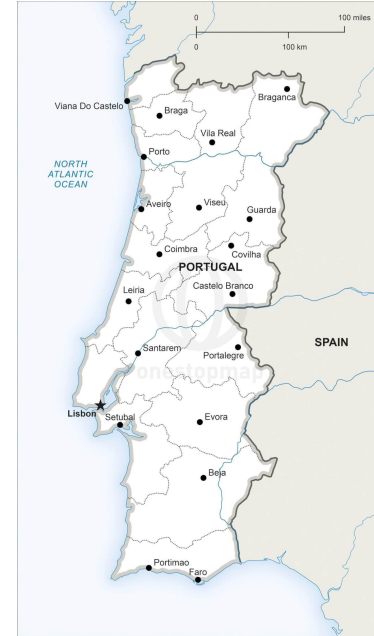 0 100 miles
0 100 km
Braganca
Viana Do Castelo
Braga
Vila Real
Porto
NORTH
ATLANTIC
OCEAN
Aveiro
Viseu
Guarda
Coimbra
Covilha
PORTUGAL
Leiria
Castelo Branco
SPAIN
Santarem
Portalegre
onestopmap
Lisbon
Setubal
Evora
Beja
Portimao
Faro